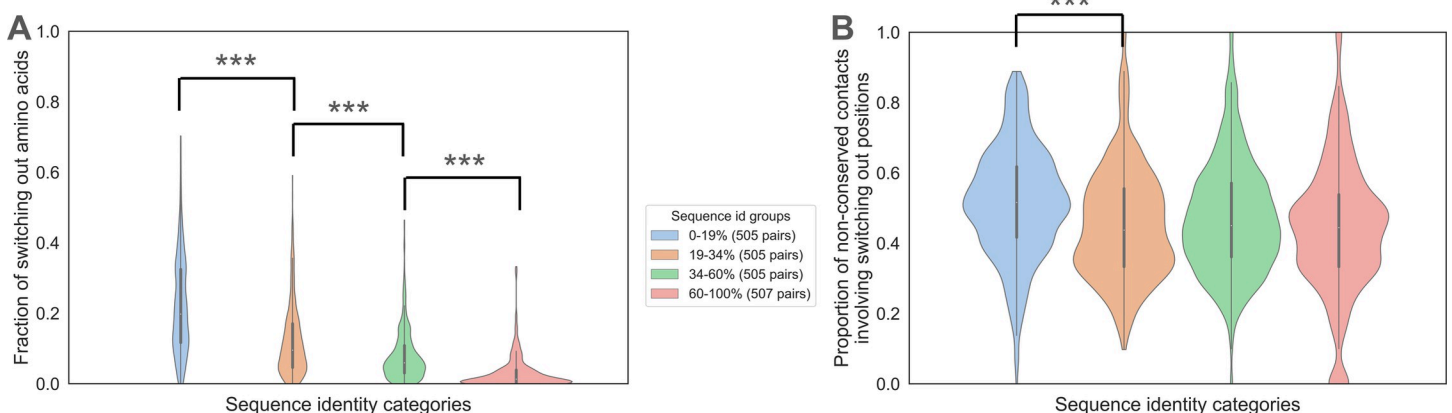 A
Fraction of switching out amino acids
1.0
0.8
0.6
0.4
0.2
0.0
***
***
***
Sequence identity categories
Sequence id groups
0-19% (505 pairs)
19-34% (505 pairs)
34-60% (505 pairs)
60-100% (507 pairs)
B
Proportion of non-conserved contacts
involving switching out positions
1.0
0.8
0.6
0.4
0.2
0.0
***
Sequence identity categories